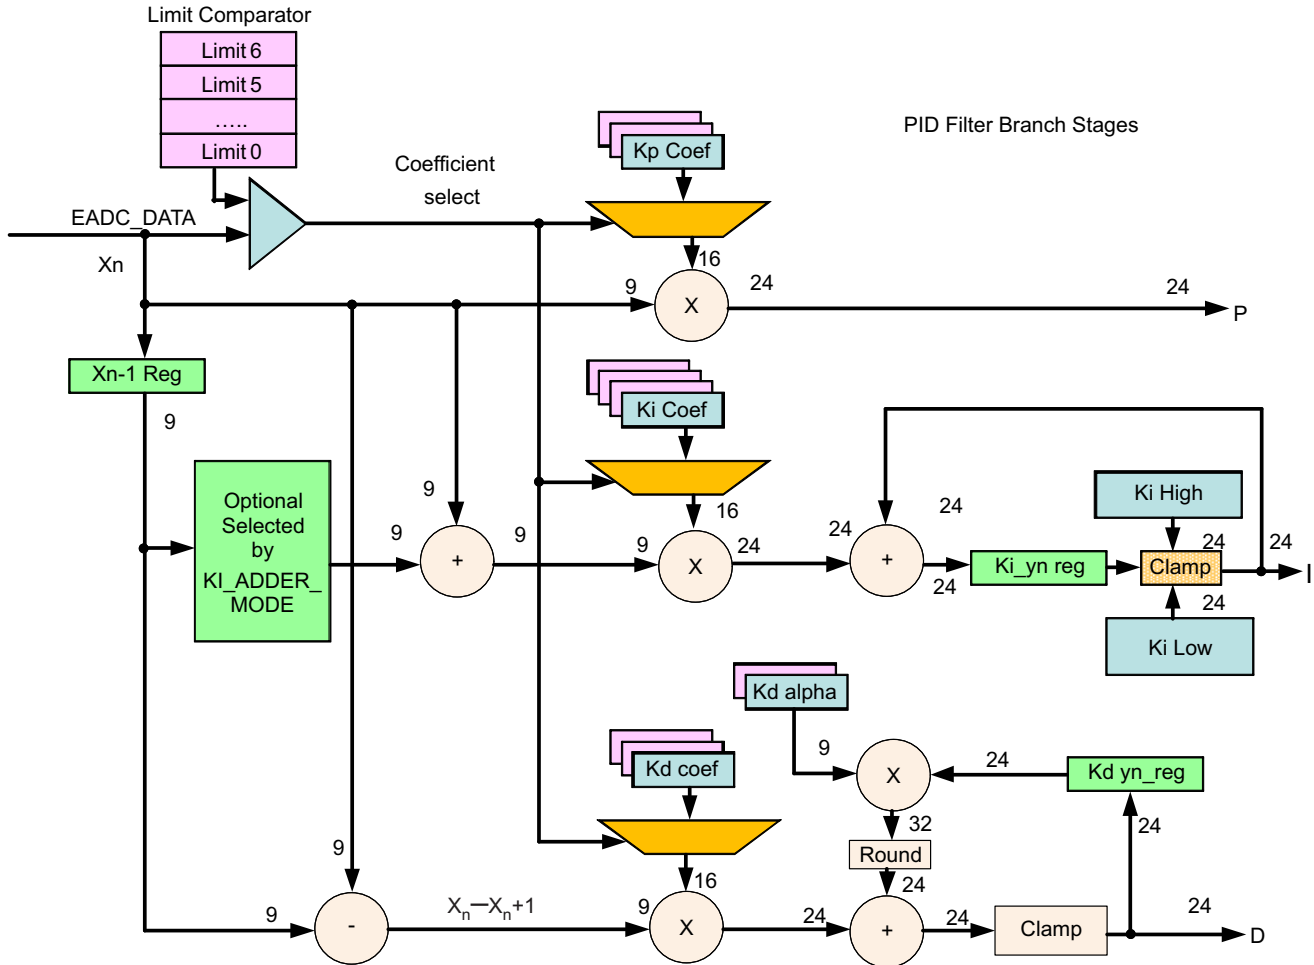 Limit Comparator
Limit 6
Limit 5
.....
Limit 0
PID Filter Branch Stages
Kp Coef
Coefficient
select
EADC_DATA
Xn
16
9
24
24
P
Xn-1 Reg
9
Ki Coef
Optional
Selected
by
KI_ADDER_
MODE
9
9
+
9
16
9
X
24
24
+
24
24
Ki_yn reg
Ki High
Clamp
24
24
24
I
Ki Low
X
Kd alpha
9
X
24
Kd yn_reg
Kd coef
32
24
Round
9
16
24
9
-
Xn—Xn+1
9
X
24
+
24
Clamp
24
D